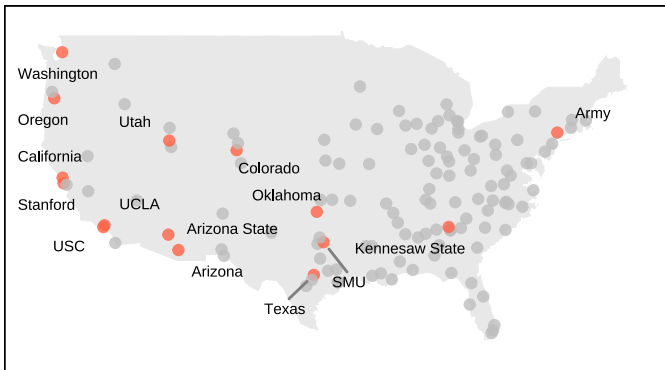 Washington
Army
Oregon
Utah
California
Colorado
Oklahoma
Stanford
UCLA
Arizona State
USC
Kennesaw State
Arizona
SMU
Texas